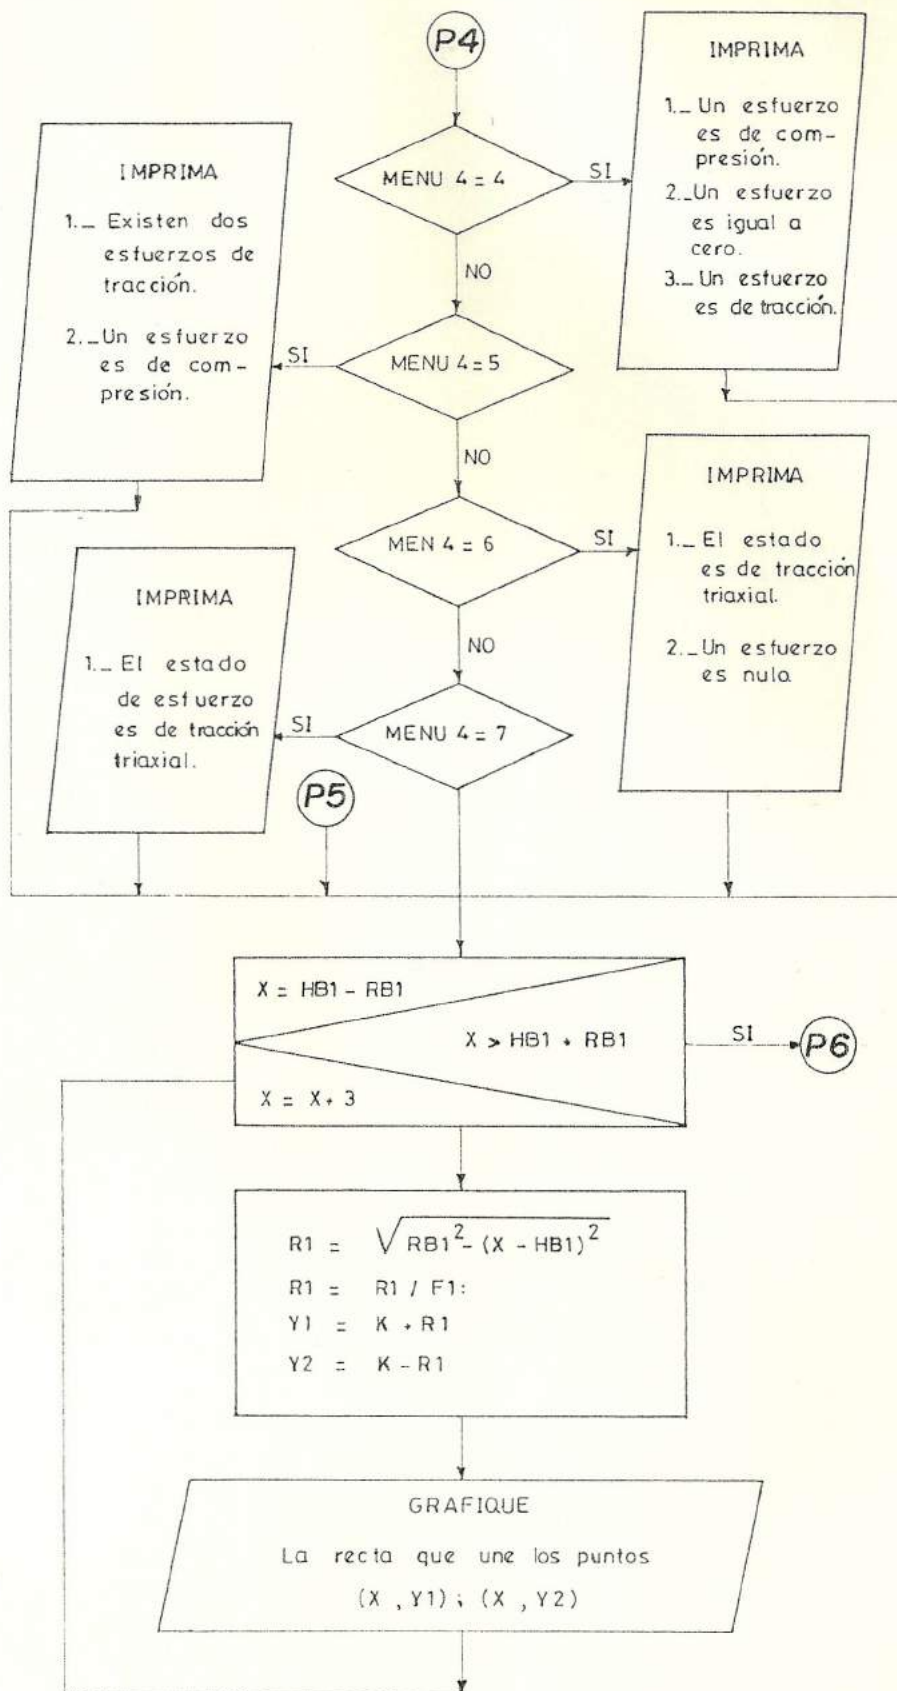 P4
MENU 4 = 4
SI
NO
IMPRIMA
1._ Un esfuerzo
es de com-
presión.
2._Un esfuerzo
es igual a
cero.
3._ Un esfuerzo
es de tracción.
MENU 4 = 5
SI
NO
IMPRIMA
1._ Existen dos
esfuerzos de
tracción.
2._Un esfuerzo
es de com-
presión.
MEN 4 = 6
SI
NO
IMPRIMA
1._ El estado
es de tracción
triaxial.
2._Un esfuerzo
es nulo
MENU 4 = 7
SI
IMPRIMA
1._ El estado
de esfuerzo
es de tracción
triaxial.
P5
X = HB1 - RB1
X > HB1 + RB1
SI
P6
X = X + 3
R1 = √RB1² - (X - HB1)²
R1 = R1 / F1:
Y1 = K + R1
Y2 = K - R1
GRAFIQUE
La recta que une los puntos
(X , Y1) ; (X , Y2)